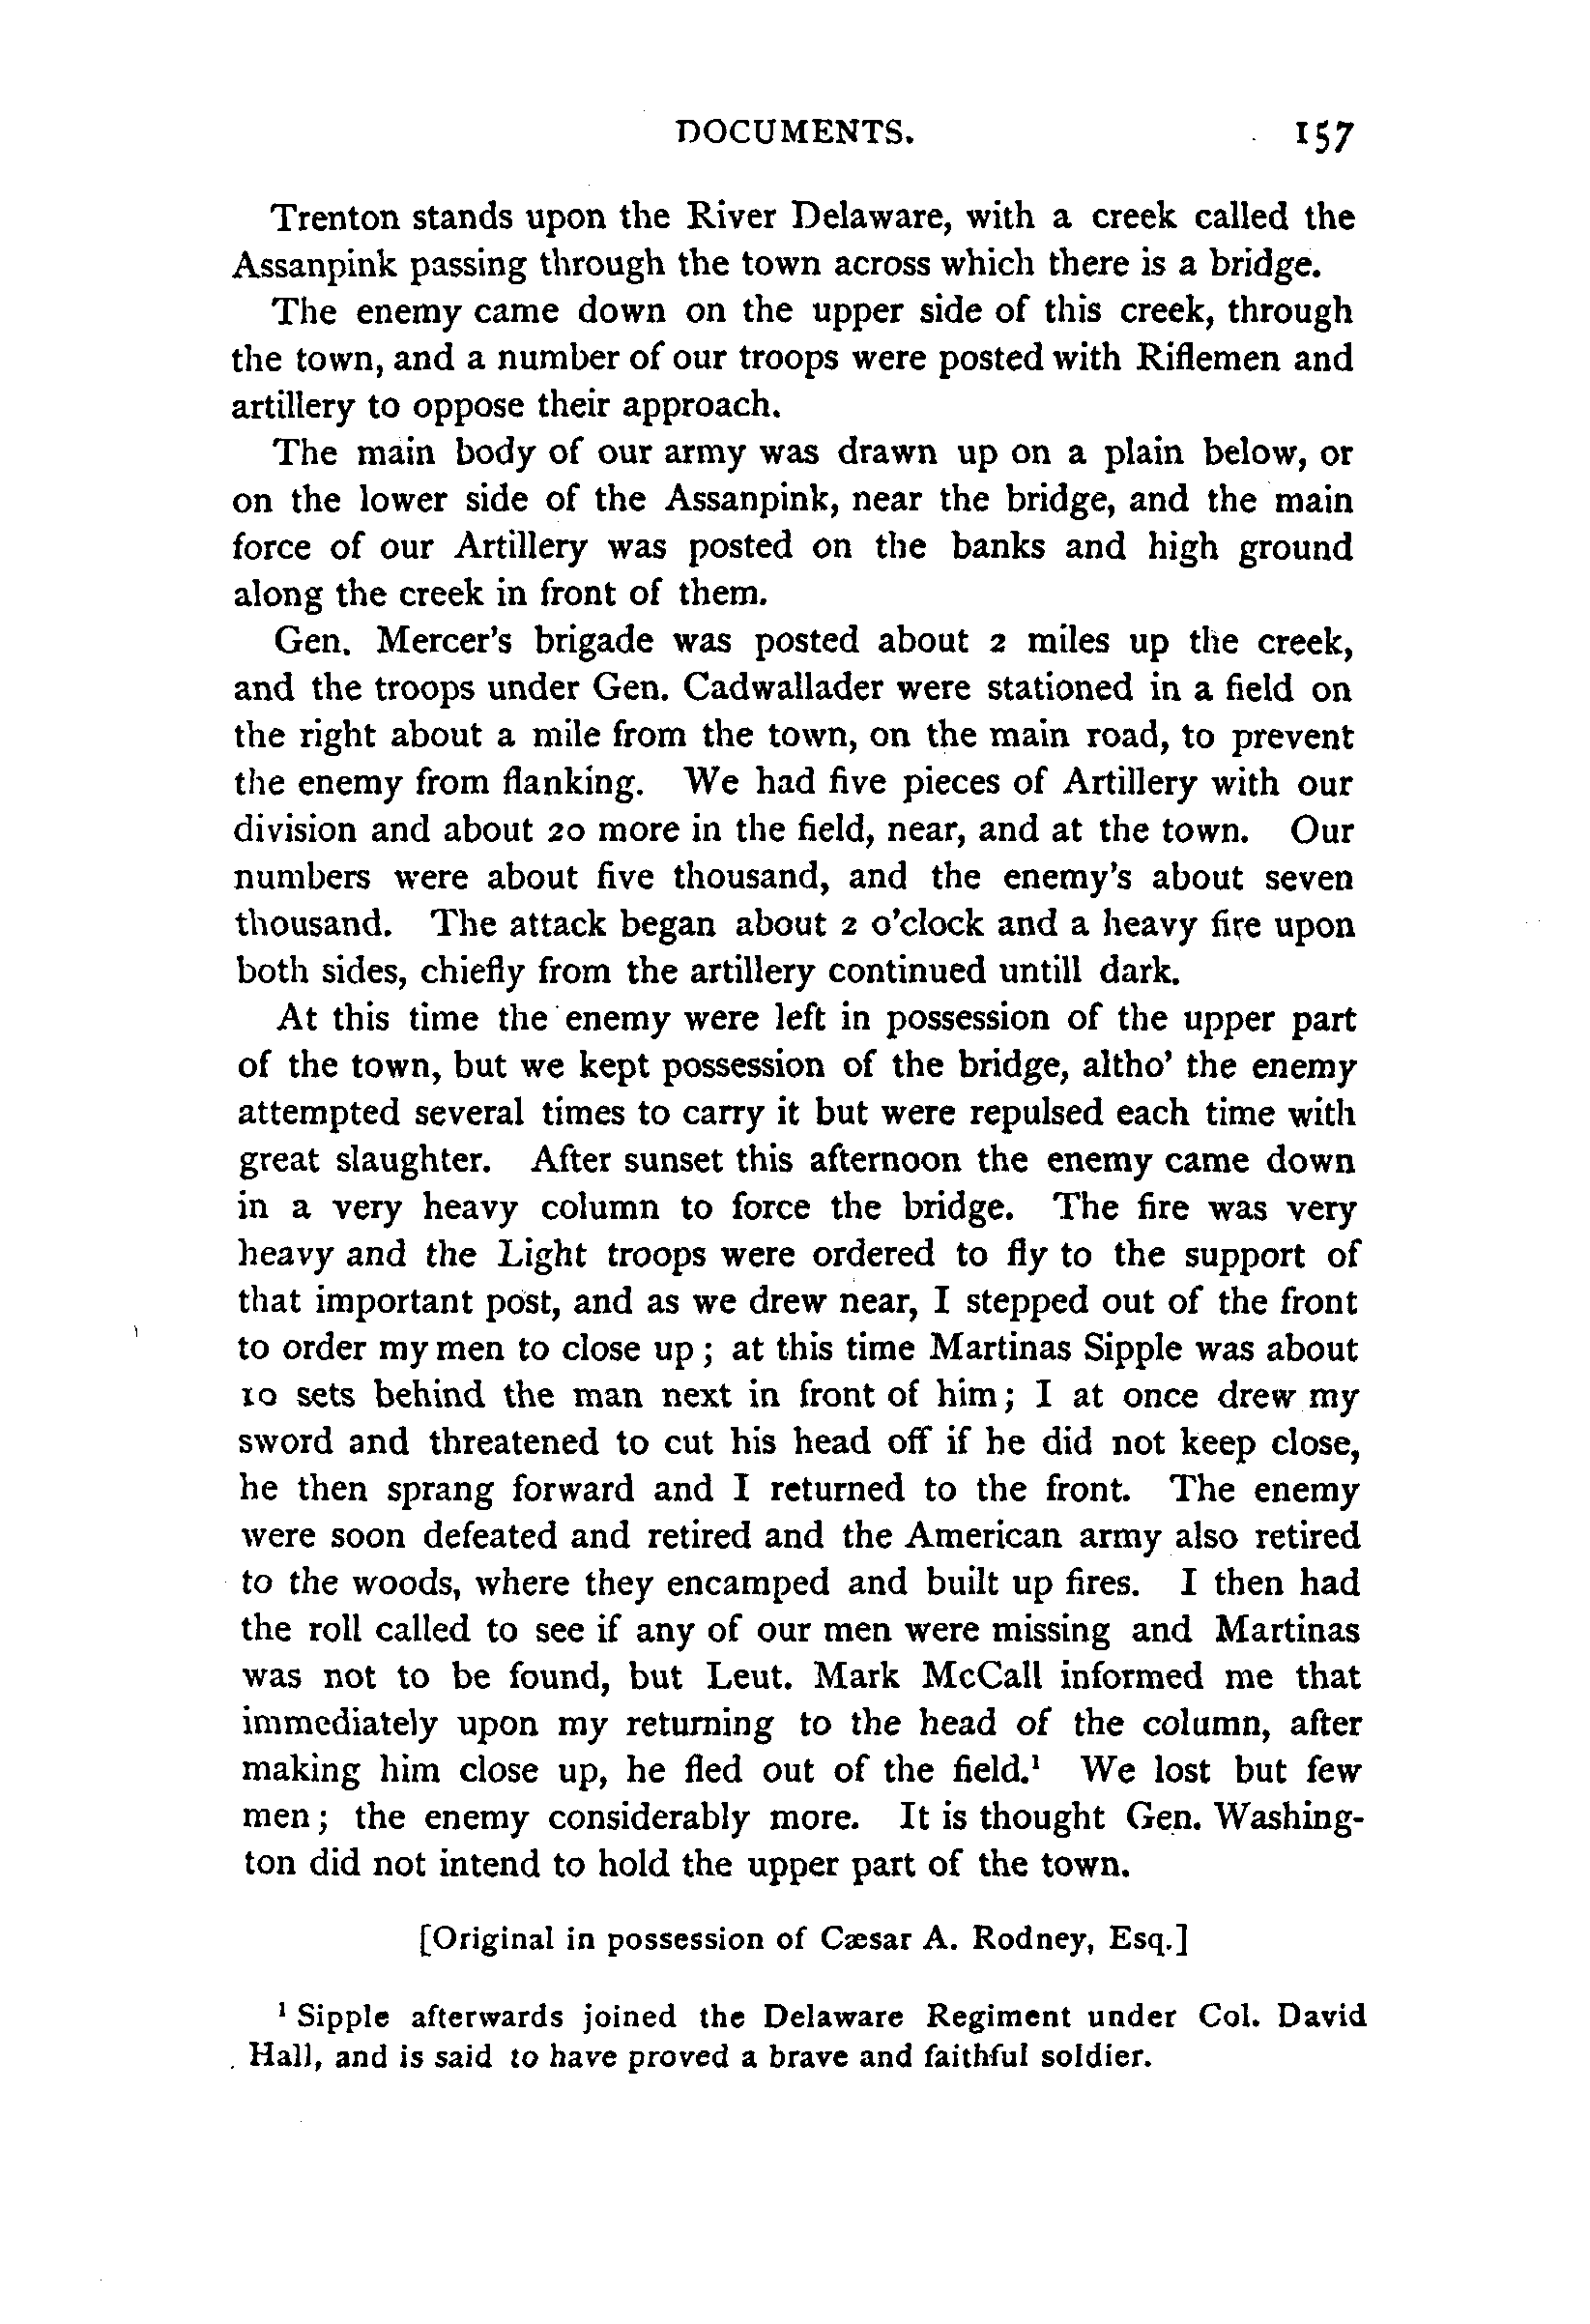 DOCUMENTS. 157
Trenton stands upon the River Delaware, with a creek called the
Assanpink passing through the town across which there is a bridge.
The enemy came down on the upper side of this creek, through
the town, and a number of our troops were posted with Riflemen and
artillery to oppose their approach.
The main body of our army was drawn up on a plain below, or
on the lower side of the Assanpink, near the bridge, and the main
force of our Artillery was posted on the banks and high ground
along the creek in front of them.
Gen. Mercer's brigade was posted about 2 miles up the creek,
and the troops under Gen. Cadwallader were stationed in a field on
the right about a mile from the town, on the main road, to prevent
the enemy from flanking. We had five pieces of Artillery with our
division and about 20 more in the field, near, and at the town. Our
numbers were about five thousand, and the enemy's about seven
thousand. The attack began about 2 o'clock and a heavy fire upon
both sides, chiefly from the artillery continued untill dark.
At this time the enemy were left in possession of the upper part
of the town, but we kept possession of the bridge, altho' the enemy
attempted several times to carry it but were repulsed each time with
great slaughter. After sunset this afternoon the enemy came down
in a very heavy column to force the bridge. The fire was very
heavy and the Light troops were ordered to fly to the support of
that important post, and as we drew near, I stepped out of the front
to order my men to close up; at this time Martinas Sipple was about
10 sets behind the man next in front of him; I at once drew my
sword and threatened to cut his head off if he did not keep close,
he then sprang forward and I returned to the front. The enemy
were soon defeated and retired and the American army also retired
to the woods, where they encamped and built up fires. I then had
the roll called to see if any of our men were missing and Martinas
was not to be found, but Leut. Mark McCall informed me that
immediately upon my returning to the head of the column, after
making him close up, he fled out of the field.¹ We lost but few
men; the enemy considerably more. It is thought Gen. Washing-
ton did not intend to hold the upper part of the town.
[Original in possession of Cæsar A. Rodney, Esq.]
¹ Sipple afterwards joined the Delaware Regiment under Col. David
Hall, and is said to have proved a brave and faithful soldier.